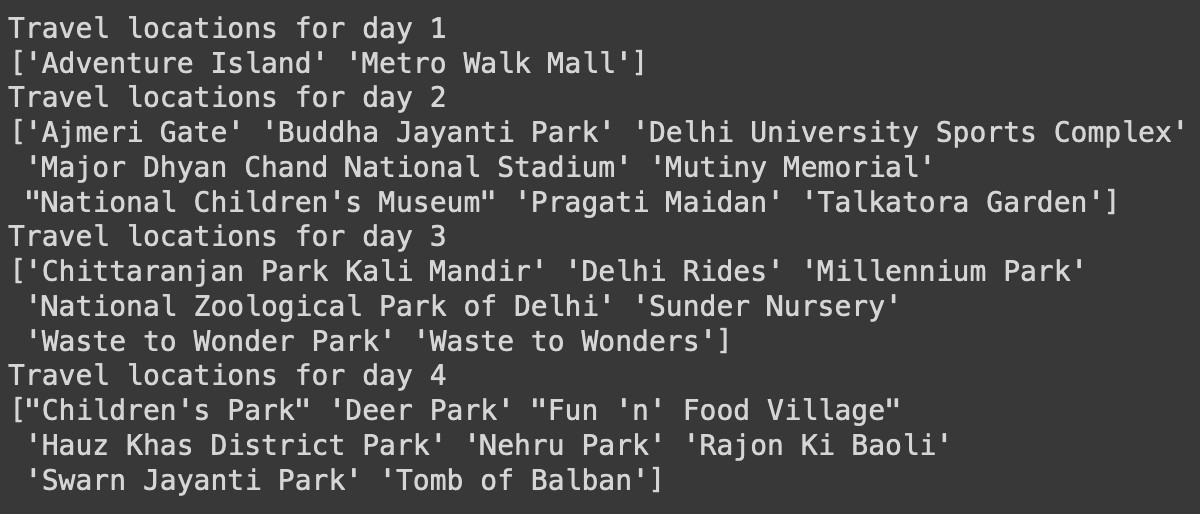 Travel locations for day 1
['Adventure Island' 'Metro Walk Mall']
Travel locations for day 2
['Ajmeri Gate' 'Buddha Jayanti Park' 'Delhi University Sports Complex'
 'Major Dhyan Chand National Stadium' 'Mutiny Memorial'
 "National Children's Museum" 'Pragati Maidan' 'Talkatora Garden']
Travel locations for day 3
['Chittaranjan Park Kali Mandir' 'Delhi Rides' 'Millennium Park'
 'National Zoological Park of Delhi' 'Sunder Nursery'
 'Waste to Wonder Park' 'Waste to Wonders']
Travel locations for day 4
["Children's Park" 'Deer Park' "Fun 'n' Food Village"
 'Hauz Khas District Park' 'Nehru Park' 'Rajon Ki Baoli'
 'Swarn Jayanti Park' 'Tomb of Balban']